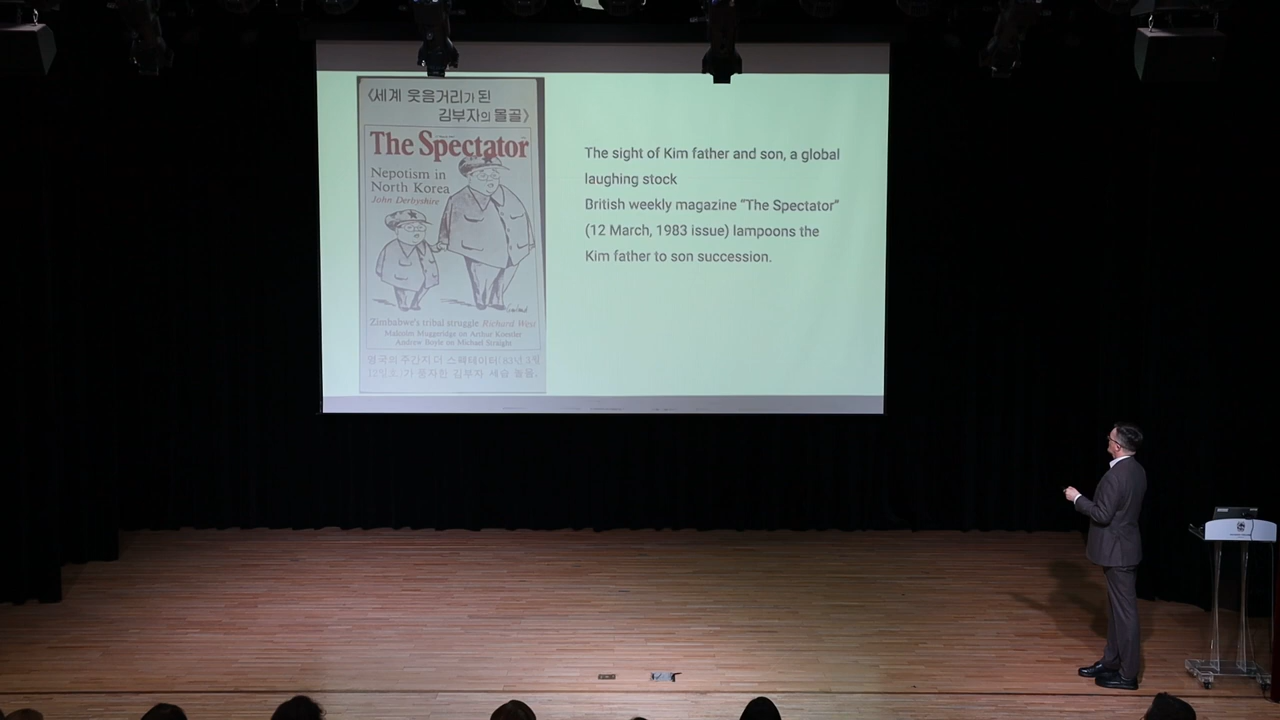 〈세계 웃음거리가 된
김부자의 몰골〉
The Spectator
Nepotism in
North Korea
John Derbyshire
Zimbabwe's tribal struggle Richard West
Malcolm Muggeridge on Arthur Koestler
Andrew Boyle on Michael Straight
영국의 주간지 더 스펙테이터(83년 3월
12일호)가 풍자한 김부자 세습 놀음.
The sight of Kim father and son, a global
laughing stock
British weekly magazine “The Spectator”
(12 March, 1983 issue) lampoons the
Kim father to son succession.